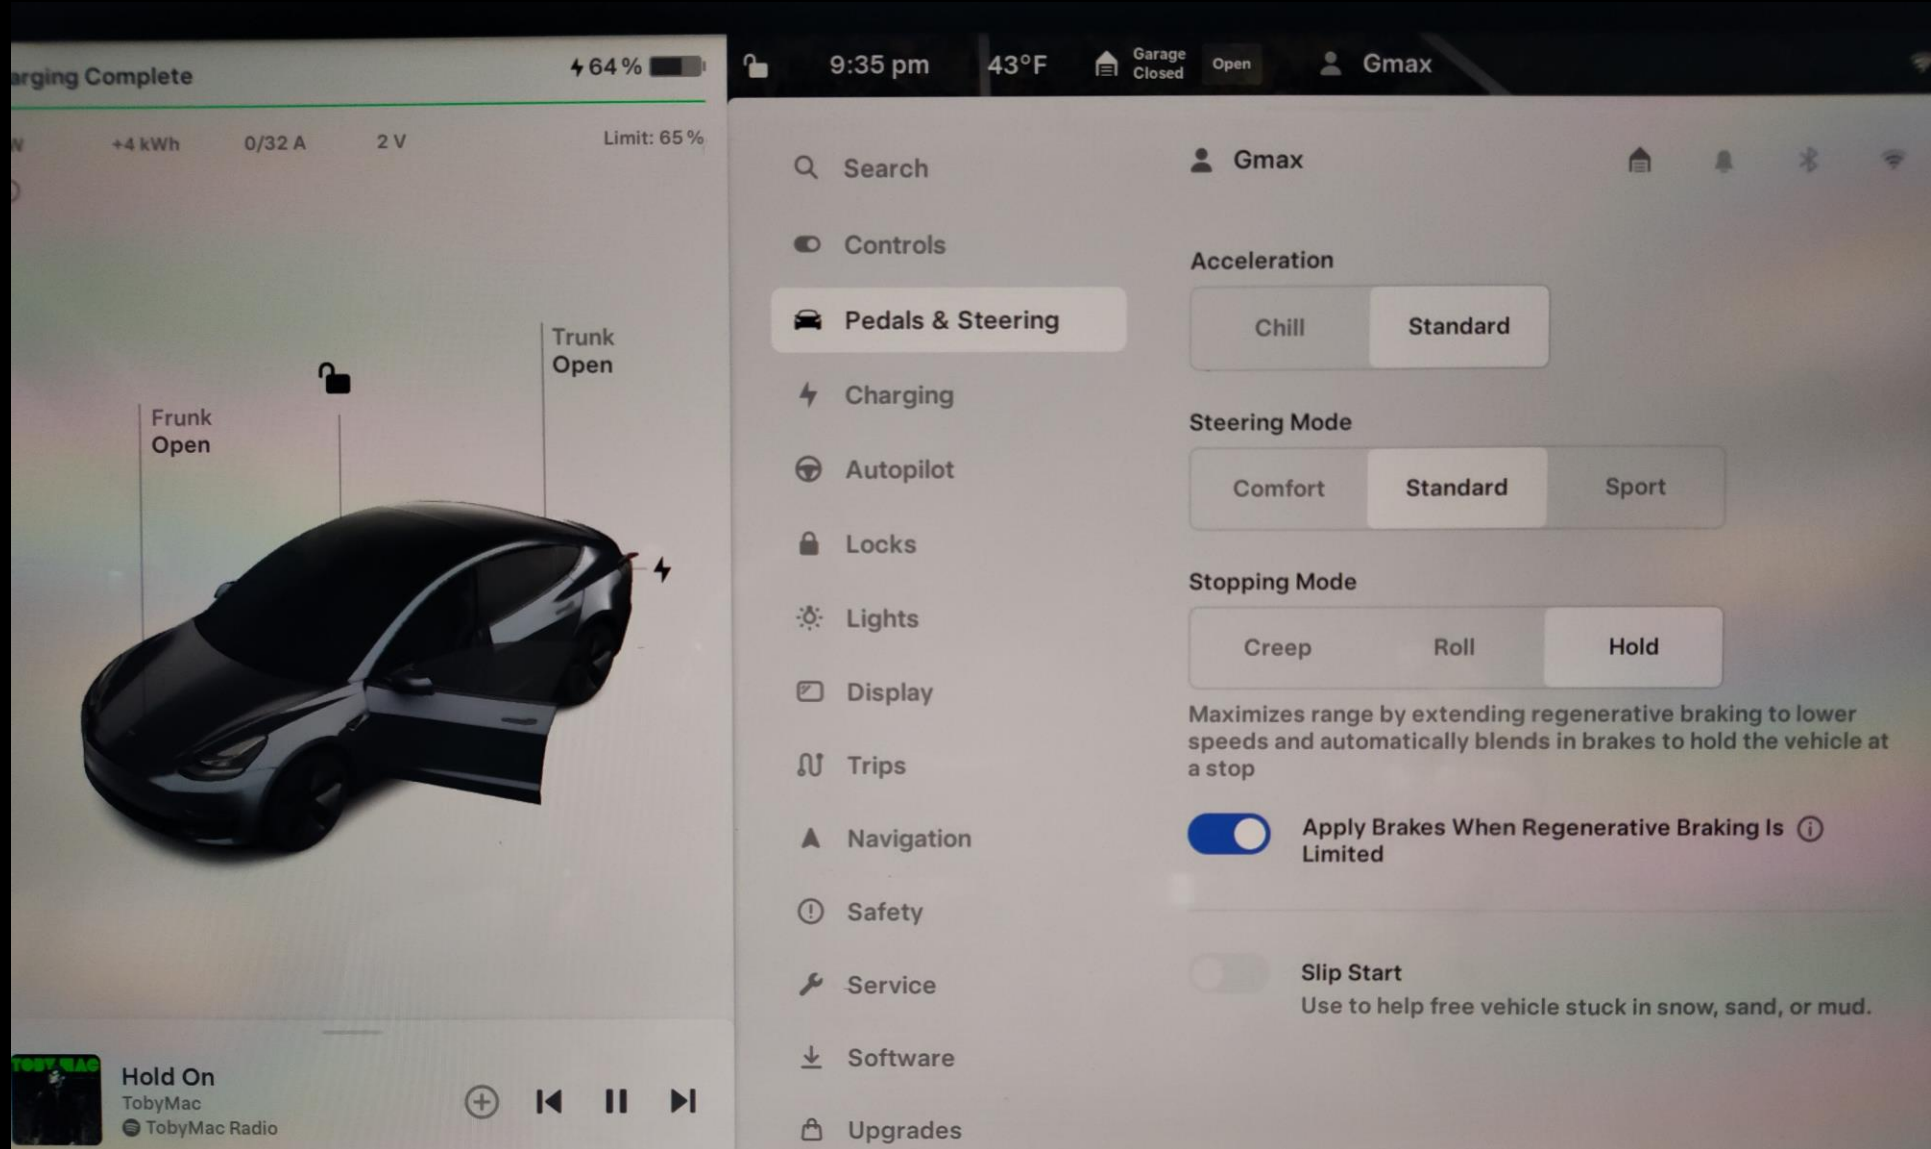 arging Complete
64%
9:35 pm
43°F
Garage
Closed
Open
Gmax
+4 kWh
0/32 A
2 V
Limit: 65%
Frunk
Open
Trunk
Open
Hold On
TobyMac
TobyMac Radio
TOBY MAC
Search
Controls
Pedals & Steering
Charging
Autopilot
Locks
Lights
Display
Trips
Navigation
Safety
Service
Software
Upgrades
Gmax
Acceleration
Chill
Standard
Steering Mode
Comfort
Standard
Sport
Stopping Mode
Creep
Roll
Hold
Maximizes range by extending regenerative braking to lower
speeds and automatically blends in brakes to hold the vehicle at
a stop
Apply Brakes When Regenerative Braking Is
Limited
Slip Start
Use to help free vehicle stuck in snow, sand, or mud.